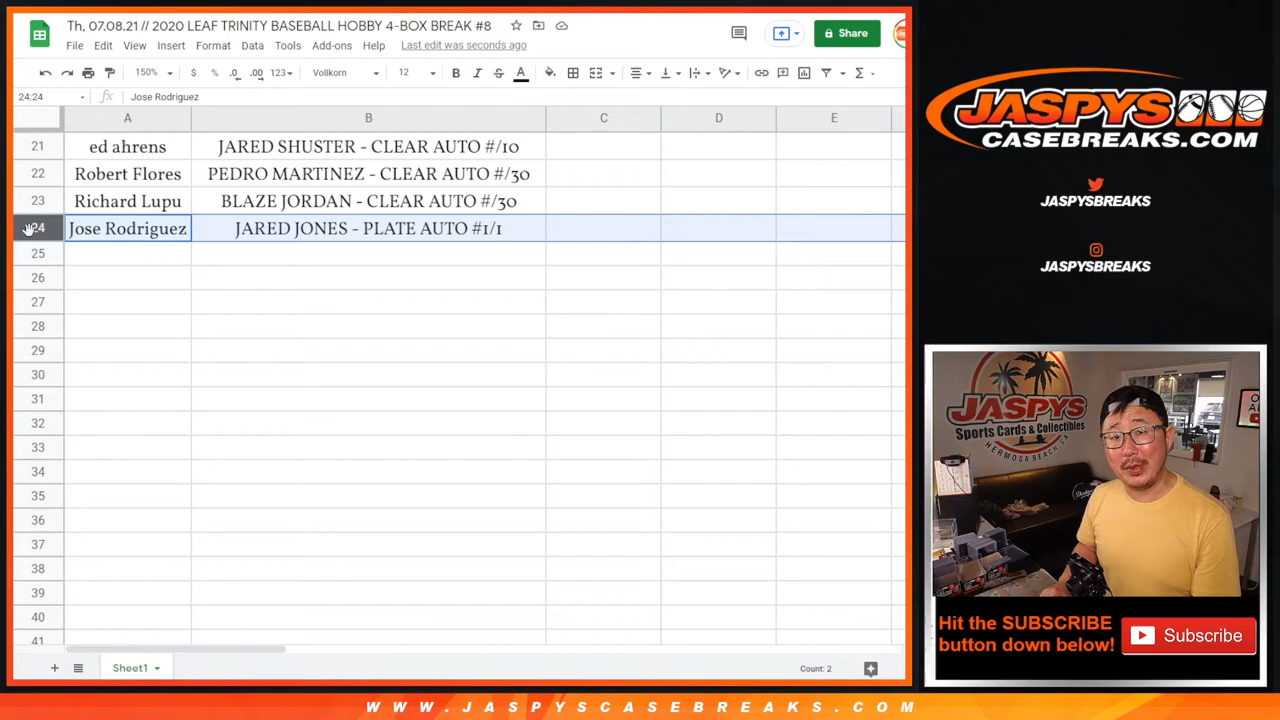 Th, 07.08.21 // 2020 LEAF TRINITY BASEBALL HOBBY 4-BOX BREAK #8
File Edit View Insert Format Data Tools Add-ons Help Last edit was seconds ago
Share
150% $ % .0 .00 123 Vollkorn 12 B I S A
24:24 fx Jose Rodriguez
A B C D E
21 ed ahrens JARED SHUSTER - CLEAR AUTO #/10
22 Robert Flores PEDRO MARTINEZ - CLEAR AUTO #/30
23 Richard Lupu BLAZE JORDAN - CLEAR AUTO #/30
24 Jose Rodriguez JARED JONES - PLATE AUTO #1/1
25
26
27
28
29
30
31
32
33
34
35
36
37
38
39
40
41
Sheet1
Count: 2
JASPYS
CASEBREAKS.COM
JASPYSBREAKS
JASPYSBREAKS
JASPYS
Sports Cards & Collectibles
HERMOSA BEACH, CA
Hit the SUBSCRIBE
button down below!
Subscribe
WWW.JASPYSCASEBREAKS.COM